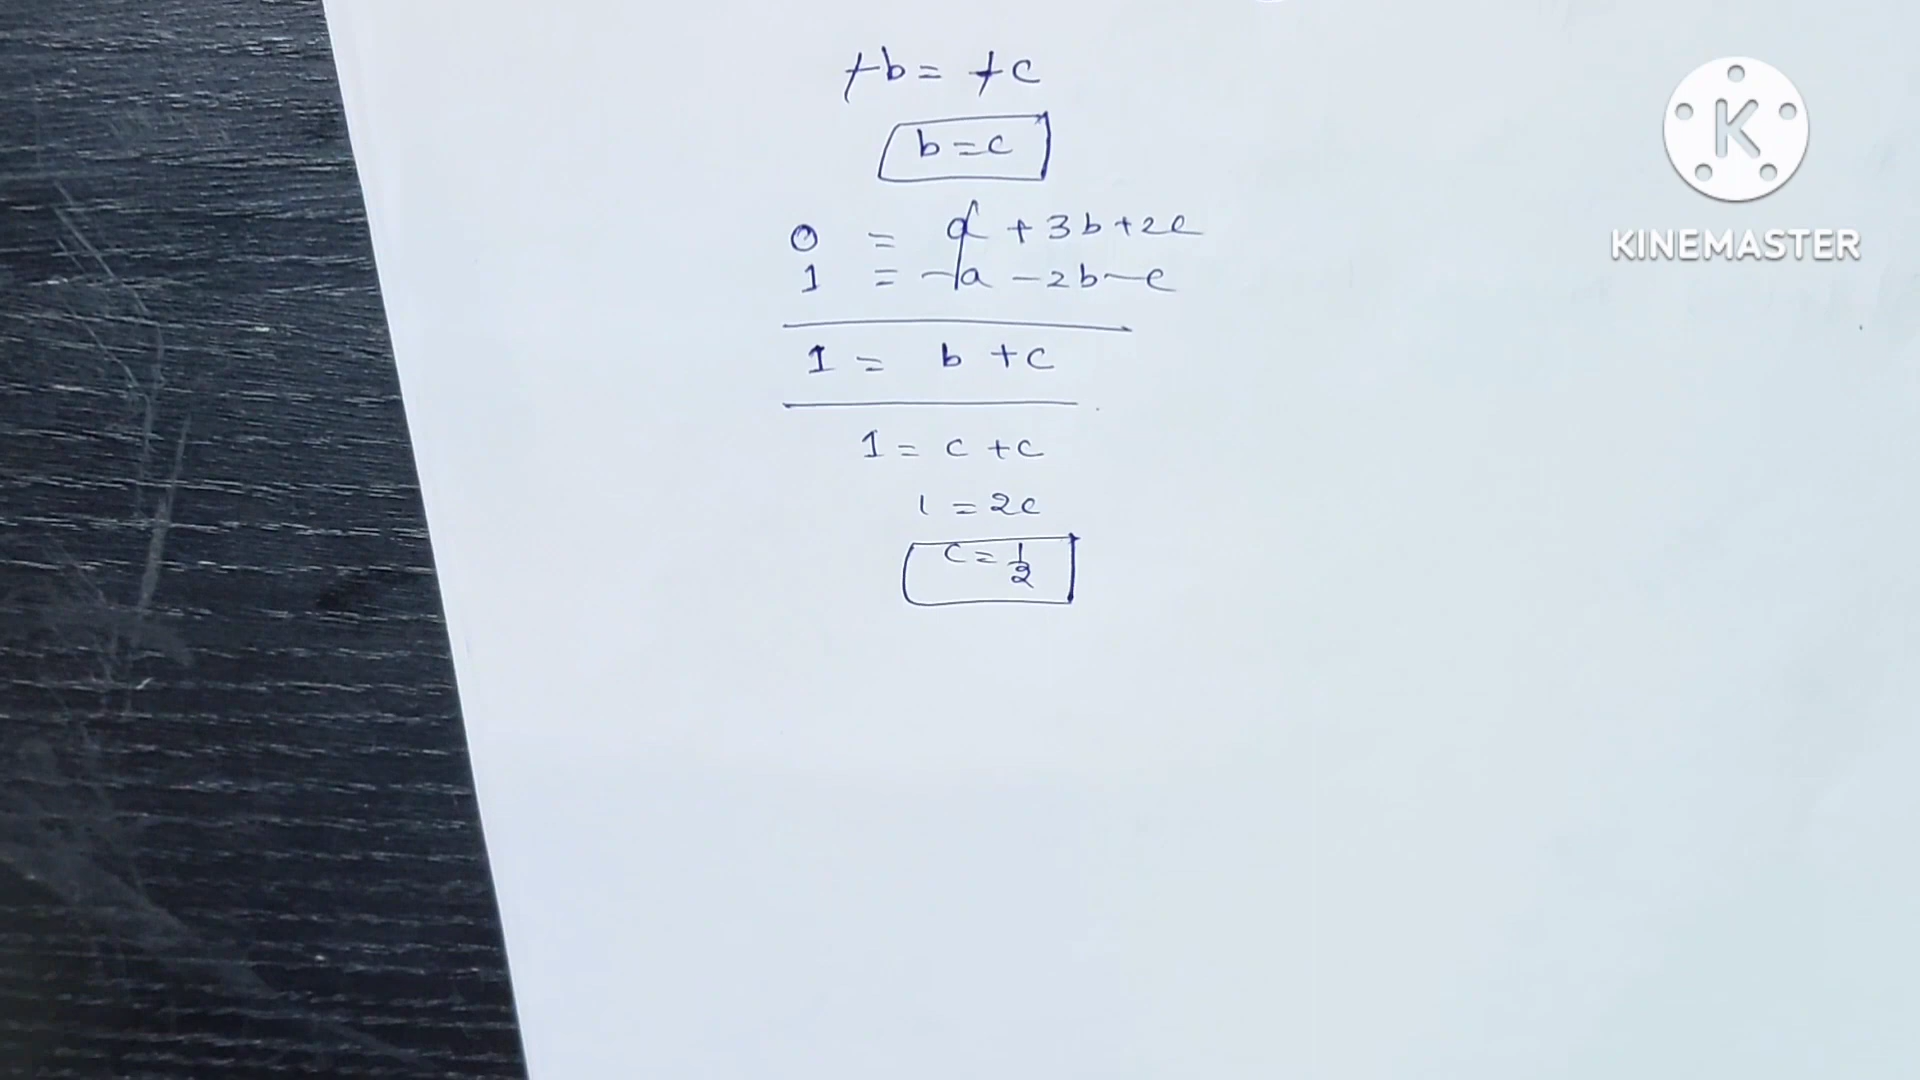 +b = +c
b = c
0 = a + 3b + 2c
1 = -a - 2b - c
1 = b + c
1 = c + c
1 = 2c
c = 1/2
K
KINEMASTER